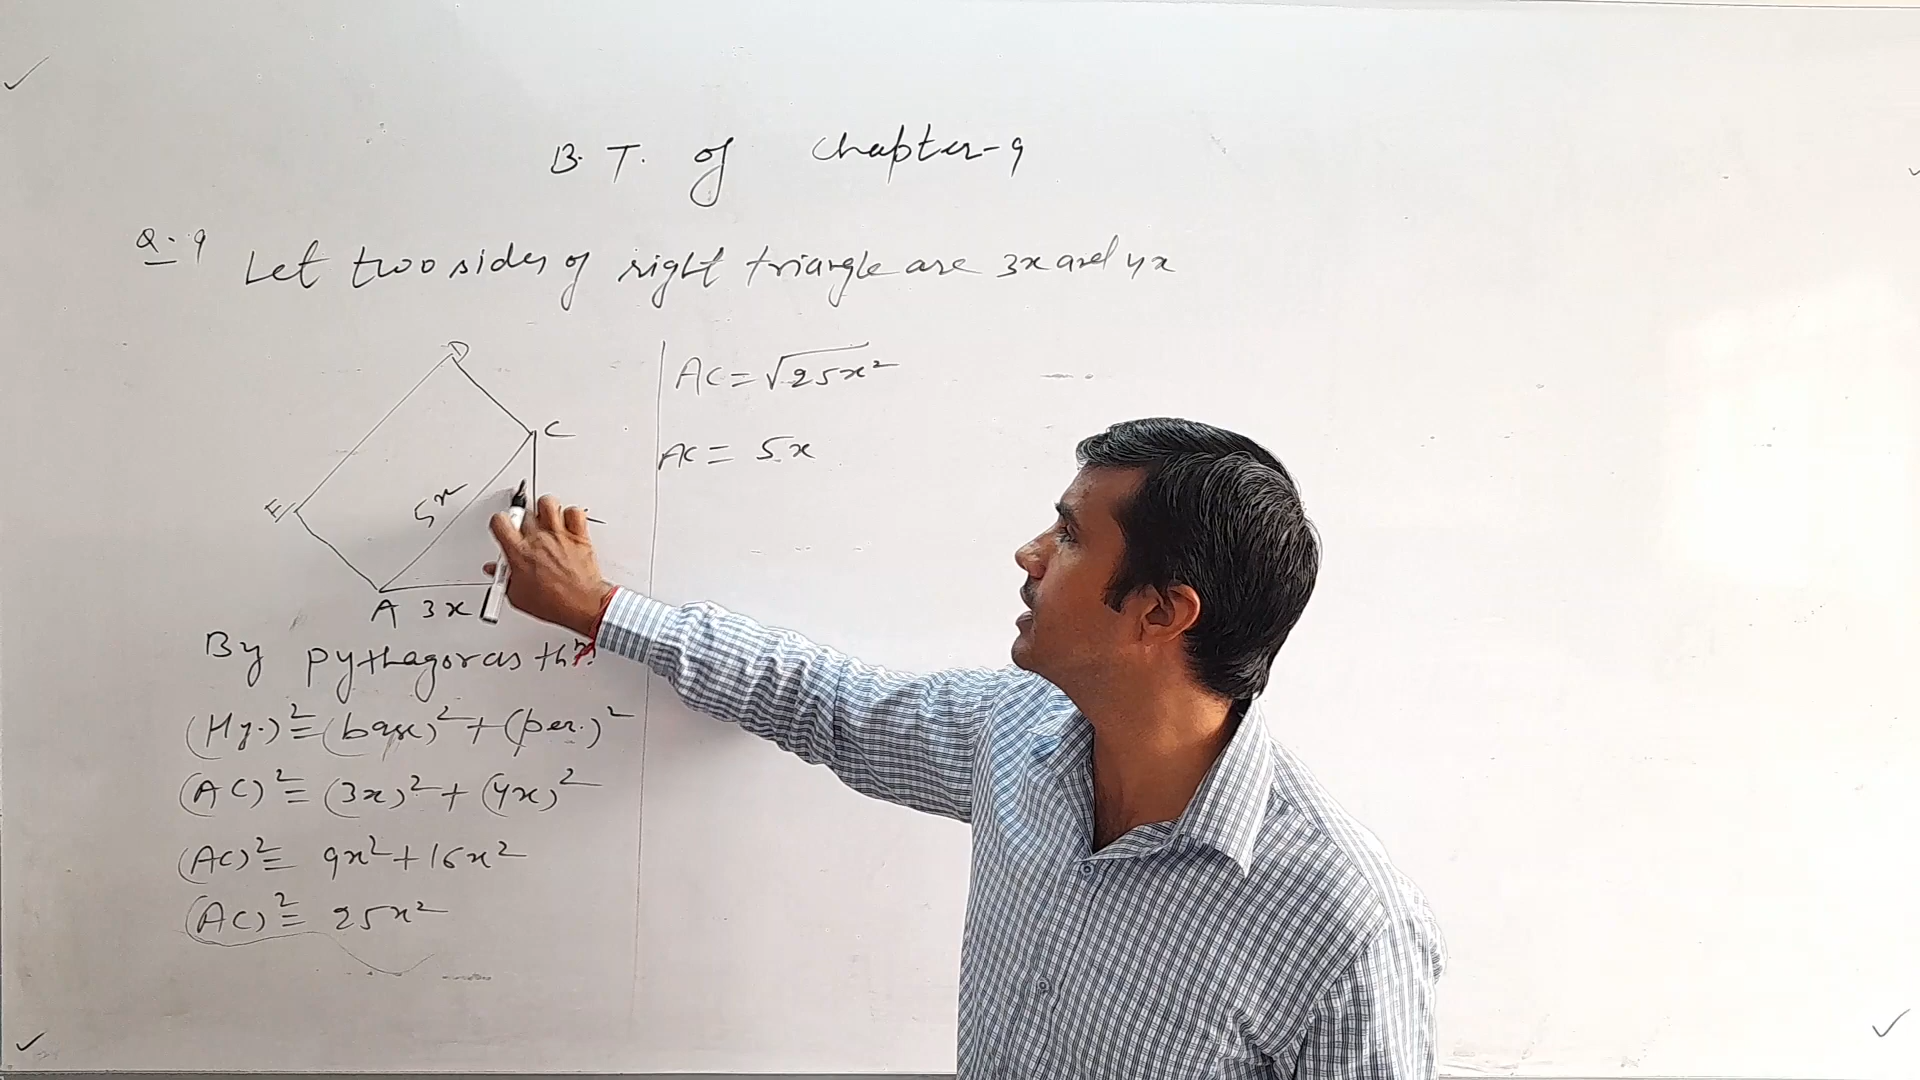 B.T. of Chapter-9
Q-9 Let two sides of right triangle are 3x and 4x
D
C
E
5x
A 3x
By pythagoras thm.
(Hy.)² = (base)² + (per.)²
(AC)² = (3x)² + (4x)²
(AC)² = 9x² + 16x²
(AC)² = 25x²
AC = √25x²
AC = 5x